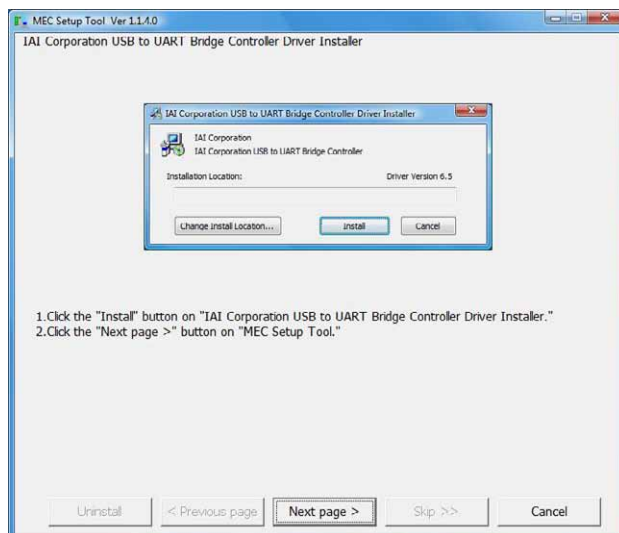 MEC Setup Tool Ver 1.1.4.0
IAI Corporation USB to UART Bridge Controller Driver Installer
IAI Corporation USB to UART Bridge Controller Driver Installer
IAI Corporation
IAI Corporation USB to UART Bridge Controller
Installation Location: Driver Version 6.5
Change Install Location... Install Cancel
1.Click the "Install" button on "IAI Corporation USB to UART Bridge Controller Driver Installer."
2.Click the "Next page >" button on "MEC Setup Tool."
Uninstall < Previous page Next page > Skip >> Cancel